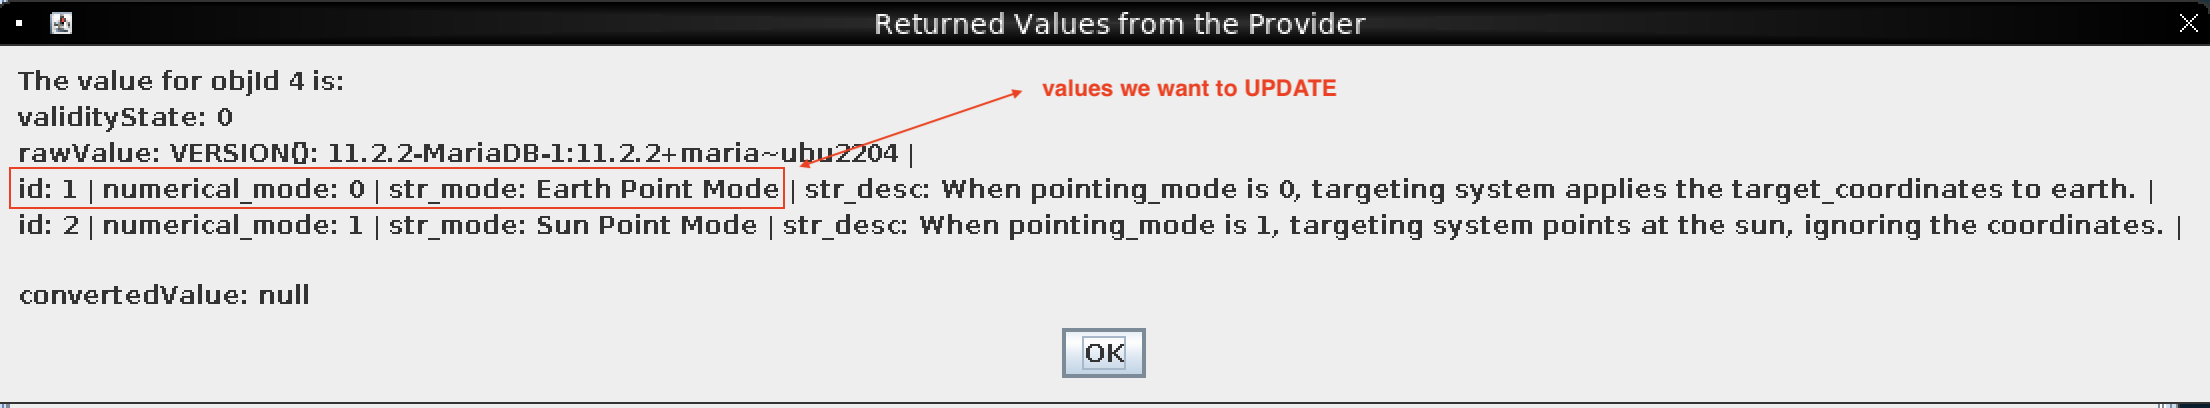 Returned Values from the Provider
The value for objId 4 is:
values we want to UPDATE
validityState: 0
rawValue: VERSION(): 11.2.2-MariaDB-1:11.2.2+maria~ubu2204 |
id: 1 | numerical_mode: 0 | str_mode: Earth Point Mode | str_desc: When pointing_mode is 0, targeting system applies the target_coordinates to earth. |
id: 2 | numerical_mode: 1 | str_mode: Sun Point Mode | str_desc: When pointing_mode is 1, targeting system points at the sun, ignoring the coordinates. |
convertedValue: null
OK